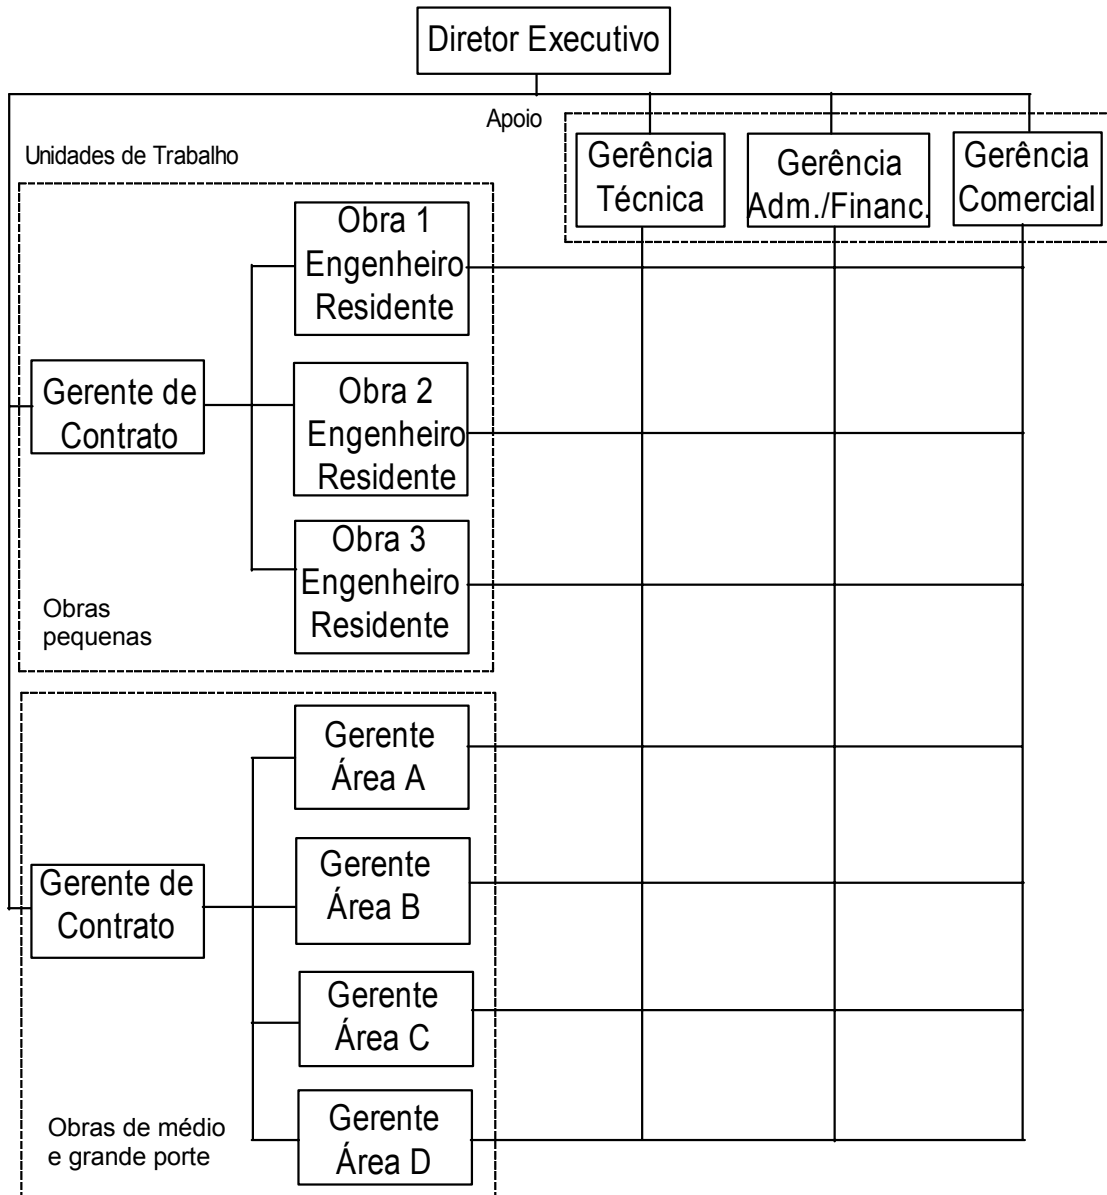 Diretor Executivo
Apoio
Unidades de Trabalho
Gerência
Técnica
Gerência
Adm./Financ.
Gerência
Comercial
Obra 1
Engenheiro
Residente
Gerente de
Contrato
Obra 2
Engenheiro
Residente
Obra 3
Engenheiro
Residente
Obras
pequenas
Gerente
Área A
Gerente de
Contrato
Gerente
Área B
Gerente
Área C
Gerente
Área D
Obras de médio
e grande porte